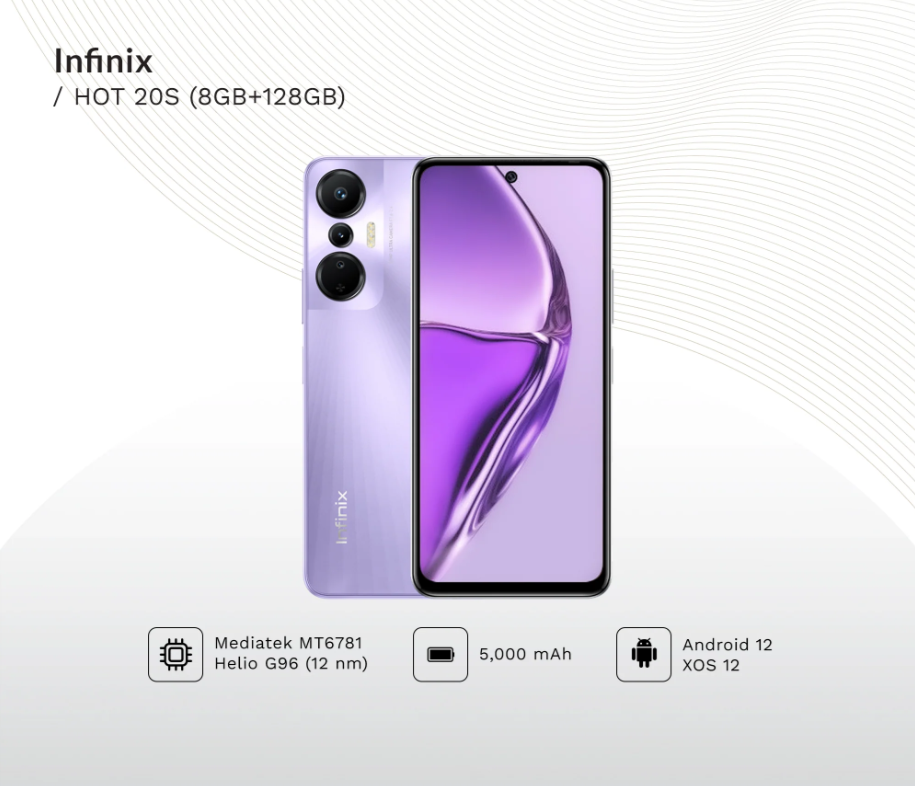 Infinix
/ HOT 20S (8GB+128GB)
Infinix
Mediatek MT6781
Helio G96 (12 nm)
5,000 mAh
Android 12
XOS 12